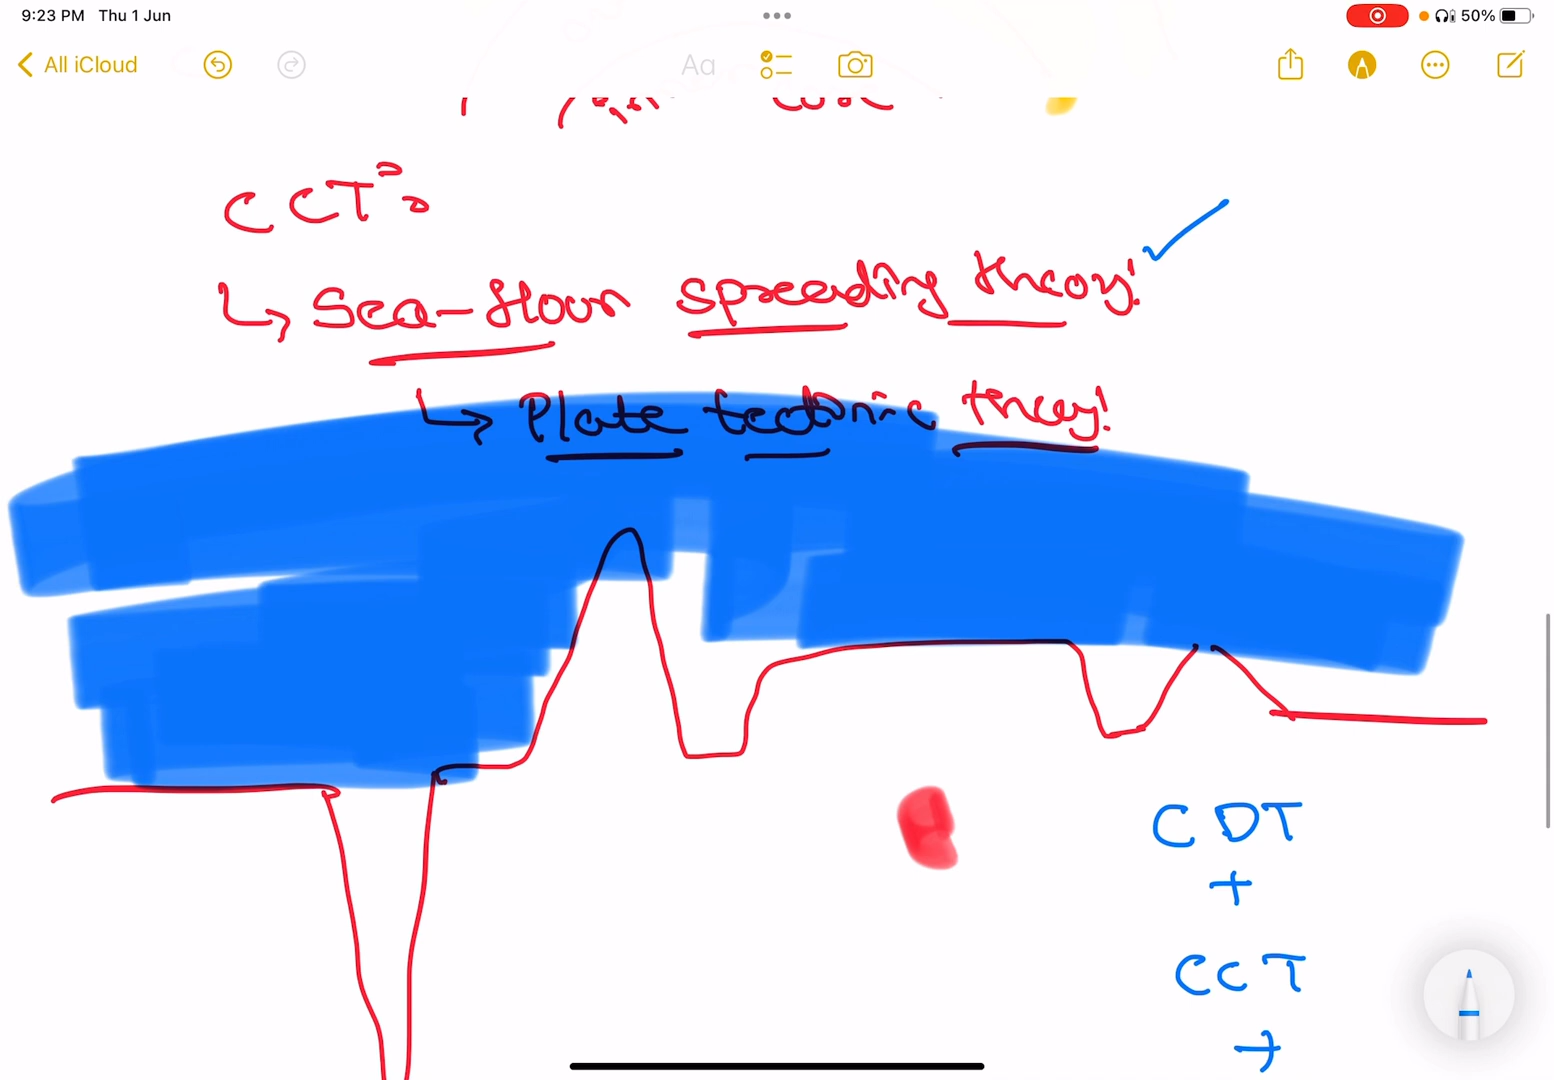 9:23 PM Thu 1 Jun
50%
All iCloud
Aa
CCT:
↳ Sea-floor spreading theory!
↳ Plate tectonic theory!
CDT
+
CCT
+